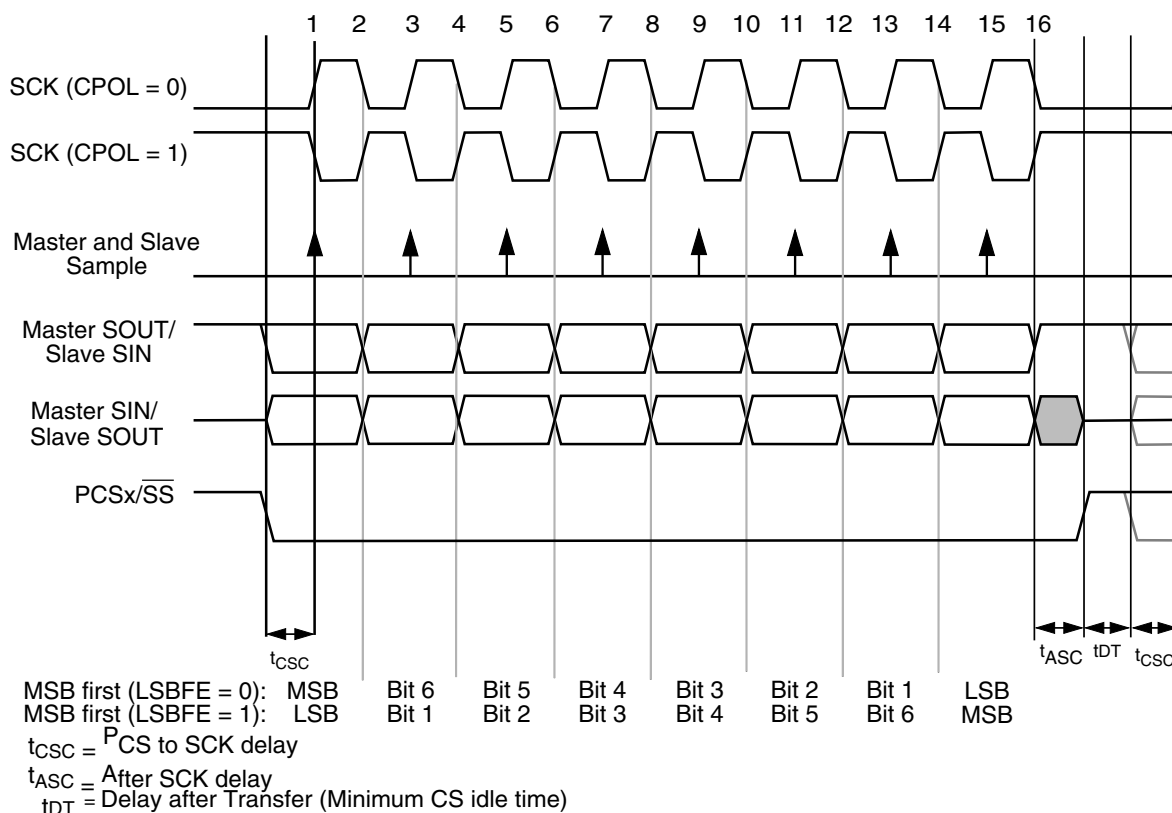 1 2 3 4 5 6 7 8 9 10 11 12 13 14 15 16
SCK (CPOL = 0)
SCK (CPOL = 1)
Master and Slave
Sample
Master SOUT/
Slave SIN
Master SIN/
Slave SOUT
PCSx/SS
tCSC tASC tDT tCSC
MSB first (LSBFE = 0): MSB Bit 6 Bit 5 Bit 4 Bit 3 Bit 2 Bit 1 LSB
MSB first (LSBFE = 1): LSB Bit 1 Bit 2 Bit 3 Bit 4 Bit 5 Bit 6 MSB
tCSC = PCS to SCK delay
tASC = After SCK delay
tDT = Delay after Transfer (Minimum CS idle time)